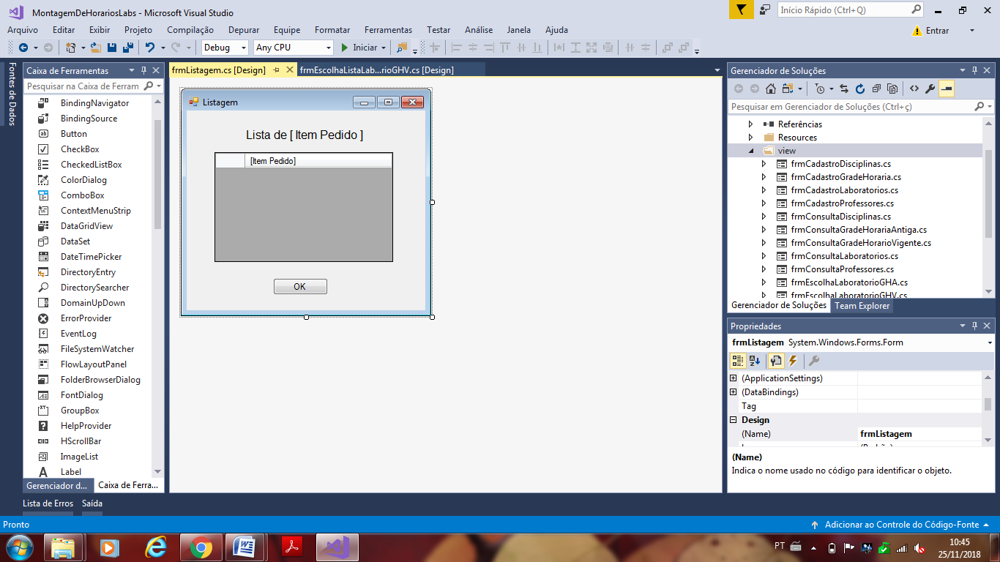 MontagemDeHorariosLabs - Microsoft Visual Studio
Início Rápido (Ctrl+Q)
Arquivo Editar Exibir Projeto Compilação Depurar Equipe Formatar Ferramentas Testar Análise Janela Ajuda
Entrar
Debug Any CPU Iniciar
Fontes de Dados
Caixa de Ferramentas
Pesquisar na Caixa de Ferram
BindingNavigator
BindingSource
Button
CheckBox
CheckedListBox
ColorDialog
ComboBox
ContextMenuStrip
DataGridView
DataSet
DateTimePicker
DirectoryEntry
DirectorySearcher
DomainUpDown
ErrorProvider
EventLog
FileSystemWatcher
FlowLayoutPanel
FolderBrowserDialog
FontDialog
GroupBox
HelpProvider
HScrollBar
ImageList
Label
Gerenciador d... Caixa de Ferra...
frmListagem.cs [Design] frmEscolhaListaLab...rioGHV.cs [Design]
Listagem
Lista de [ Item Pedido ]
[Item Pedido]
OK
Gerenciador de Soluções
Pesquisar em Gerenciador de Soluções (Ctrl+ç)
Referências
Resources
view
frmCadastroDisciplinas.cs
frmCadastroGradeHoraria.cs
frmCadastroLaboratorios.cs
frmCadastroProfessores.cs
frmConsultaDisciplinas.cs
frmConsultaGradeHorariaAntiga.cs
frmConsultaGradeHorarioVigente.cs
frmConsultaLaboratorios.cs
frmConsultaProfessores.cs
frmEscolhaLaboratorioGHA.cs
frmEscolhaLaboratorioGHV.cs
Gerenciador de Soluções Team Explorer
Propriedades
frmListagem System.Windows.Forms.Form
(ApplicationSettings)
(DataBindings)
Tag
Design
(Name) frmListagem
(Name)
Indica o nome usado no código para identificar o objeto.
Lista de Erros Saída
Pronto
Adicionar ao Controle do Código-Fonte
PT
10:45
25/11/2018